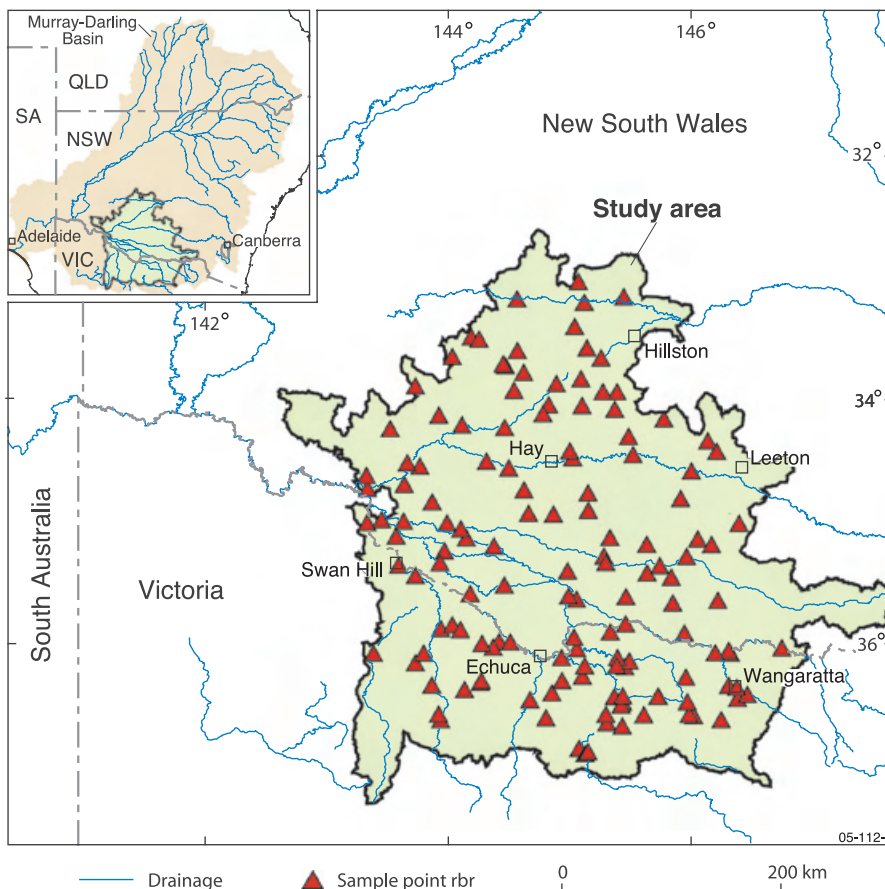 Murray-Darling
Basin
QLD
SA
NSW
Adelaide
Canberra
VIC
144°
146°
New South Wales
32°
Study area
142°
Hillston
34°
Hay
Leeton
South Australia
Swan Hill
Victoria
36°
Echuca
Wangaratta
05-112-
Drainage
Sample point rbr
0
200 km